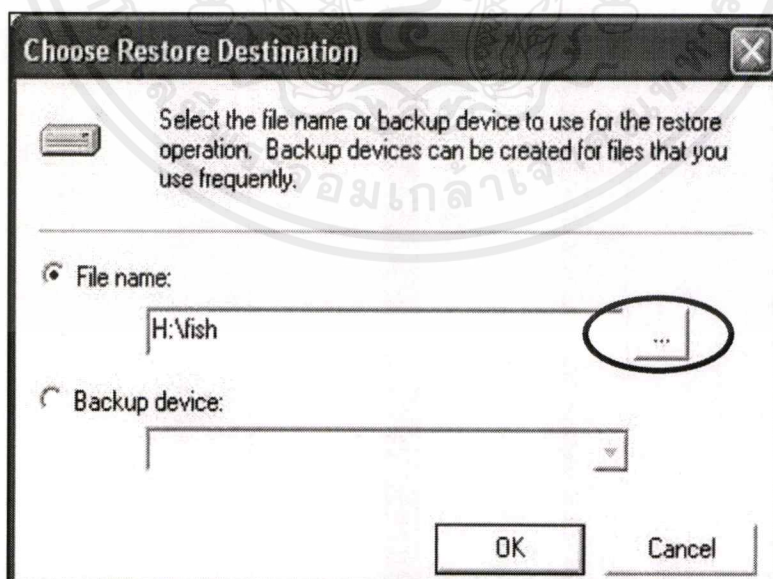 Choose Restore Destination
Select the file name or backup device to use for the restore
operation. Backup devices can be created for files that you
use frequently.
File name:
H:\fish
...
Backup device:
OK
Cancel